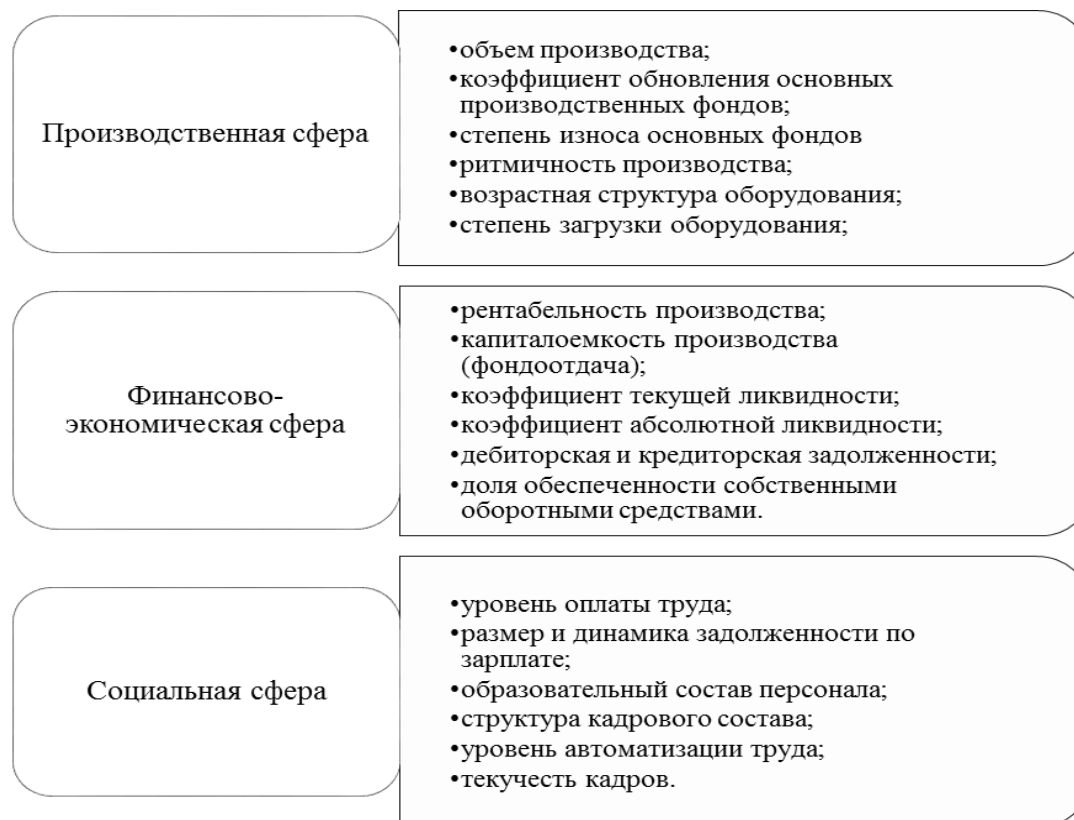 Производственная сфера
•объем производства;
•коэффициент обновления основных
производственных фондов;
•степень износа основных фондов
•ритмичность производства;
•возрастная структура оборудования;
•степень загрузки оборудования;
Финансово-
экономическая сфера
•рентабельность производства;
•капиталоемкость производства
(фондоотдача);
•коэффициент текущей ликвидности;
•коэффициент абсолютной ликвидности;
•дебиторская и кредиторская задолженности;
•доля обеспеченности собственными
оборотными средствами.
Социальная сфера
•уровень оплаты труда;
•размер и динамика задолженности по
зарплате;
•образовательный состав персонала;
•структура кадрового состава;
•уровень автоматизации труда;
•текучесть кадров.